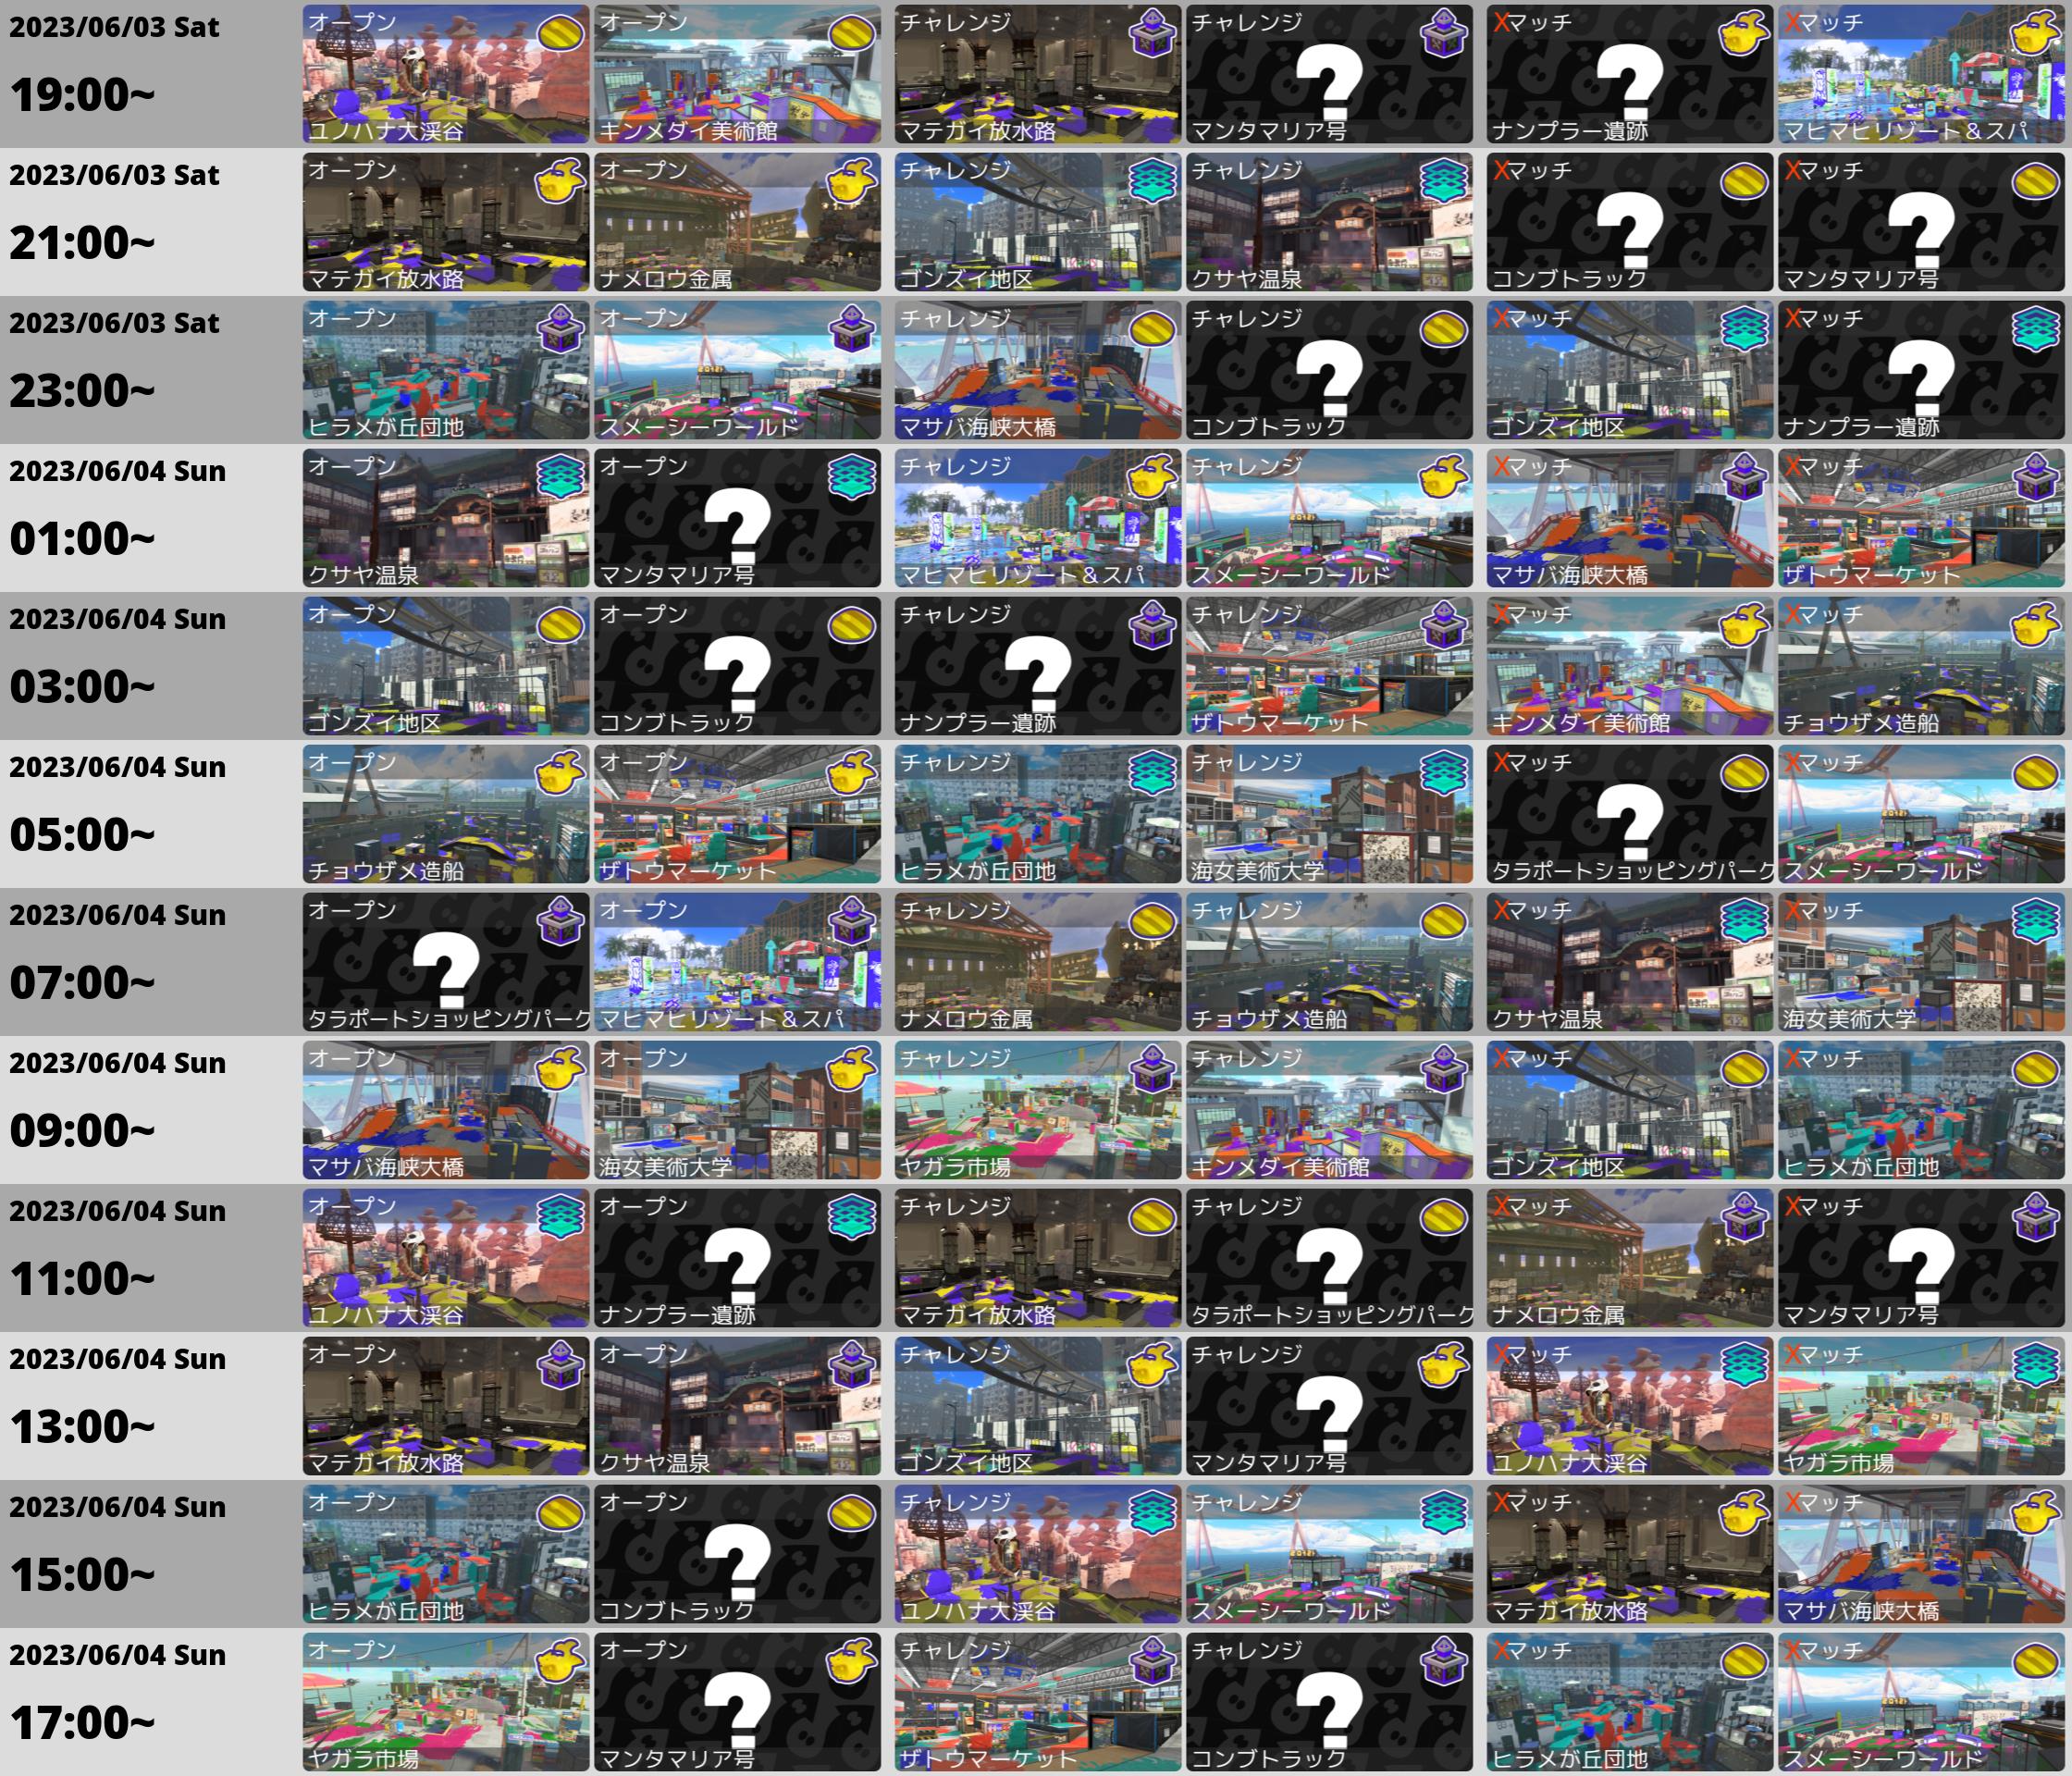 2023/06/03 Sat
19:00~
オープン オープン チャレンジ チャレンジ Xマッチ Xマッチ
ユノハナ大渓谷 キンメダイ美術館 マテガイ放水路 マンタマリア号 ナンプラー遺跡 マヒマヒリゾート&スパ
2023/06/03 Sat
21:00~
オープン オープン チャレンジ チャレンジ Xマッチ Xマッチ
マテガイ放水路 ナメロウ金属 ゴンズイ地区 クサヤ温泉 コンブトラック マンタマリア号
2023/06/03 Sat
23:00~
オープン オープン チャレンジ チャレンジ Xマッチ Xマッチ
ヒラメが丘団地 スメーシーワールド マサバ海峡大橋 コンブトラック ゴンズイ地区 ナンプラー遺跡
2023/06/04 Sun
01:00~
オープン オープン チャレンジ チャレンジ Xマッチ Xマッチ
クサヤ温泉 マンタマリア号 マヒマヒリゾート&スパ スメーシーワールド マサバ海峡大橋 ザトウマーケット
2023/06/04 Sun
03:00~
オープン オープン チャレンジ チャレンジ Xマッチ Xマッチ
ゴンズイ地区 コンブトラック ナンプラー遺跡 ザトウマーケット キンメダイ美術館 チョウザメ造船
2023/06/04 Sun
05:00~
オープン オープン チャレンジ チャレンジ Xマッチ Xマッチ
チョウザメ造船 ザトウマーケット ヒラメが丘団地 海女美術大学 タラポートショッピングパーク スメーシーワールド
2023/06/04 Sun
07:00~
オープン オープン チャレンジ チャレンジ Xマッチ Xマッチ
タラポートショッピングパーク マヒマヒリゾート&スパ ナメロウ金属 チョウザメ造船 クサヤ温泉 海女美術大学
2023/06/04 Sun
09:00~
オープン オープン チャレンジ チャレンジ Xマッチ Xマッチ
マサバ海峡大橋 海女美術大学 ヤガラ市場 キンメダイ美術館 ゴンズイ地区 ヒラメが丘団地
2023/06/04 Sun
11:00~
オープン オープン チャレンジ チャレンジ Xマッチ Xマッチ
ユノハナ大渓谷 ナンプラー遺跡 マテガイ放水路 タラポートショッピングパーク ナメロウ金属 マンタマリア号
2023/06/04 Sun
13:00~
オープン オープン チャレンジ チャレンジ Xマッチ Xマッチ
マテガイ放水路 クサヤ温泉 ゴンズイ地区 マンタマリア号 ユノハナ大渓谷 ヤガラ市場
2023/06/04 Sun
15:00~
オープン オープン チャレンジ チャレンジ Xマッチ Xマッチ
ヒラメが丘団地 コンブトラック ユノハナ大渓谷 スメーシーワールド マテガイ放水路 マサバ海峡大橋
2023/06/04 Sun
17:00~
オープン オープン チャレンジ チャレンジ Xマッチ Xマッチ
ヤガラ市場 マンタマリア号 ザトウマーケット コンブトラック ヒラメが丘団地 スメーシーワールド